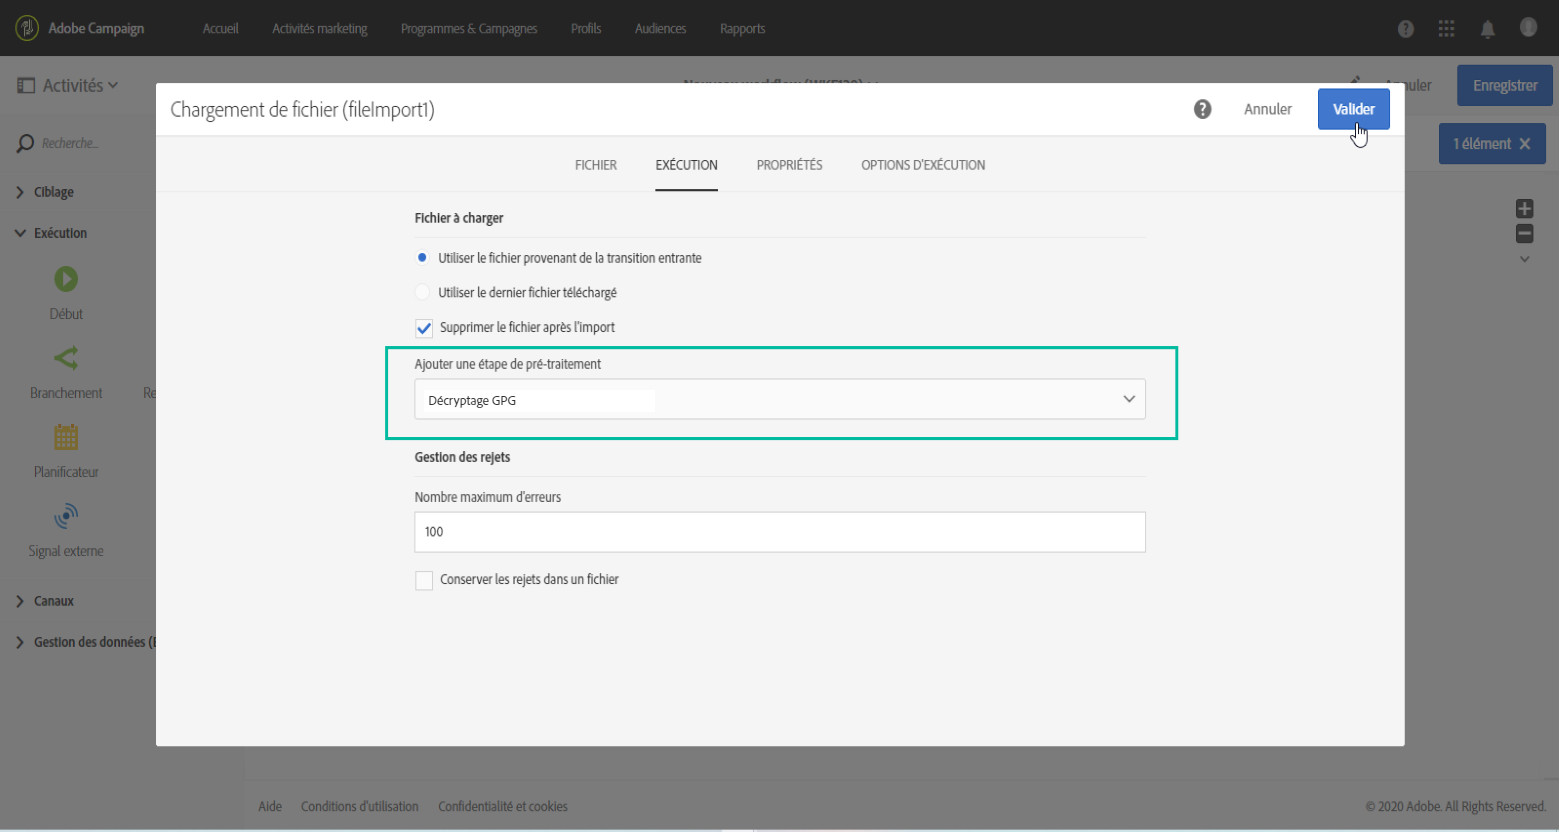 Adobe Campaign Accueil Activités marketing Programmes & Campagnes Profils Audiences Rapports
Activités
Enregistrer
Chargement de fichier (fileImport1)
Annuler
Valider
Recherche...
1 élément
FICHIER EXÉCUTION PROPRIÉTÉS OPTIONS D'EXÉCUTION
Ciblage
Exécution
Début
Branchement
Re
Planificateur
Signal externe
Canaux
Gestion des données (
Fichier à charger
Utiliser le fichier provenant de la transition entrante
Utiliser le dernier fichier téléchargé
Supprimer le fichier après l'import
Ajouter une étape de pré-traitement
Décryptage GPG
Gestion des rejets
Nombre maximum d'erreurs
100
Conserver les rejets dans un fichier
Aide Conditions d'utilisation Confidentialité et cookies
© 2020 Adobe. All Rights Reserved.